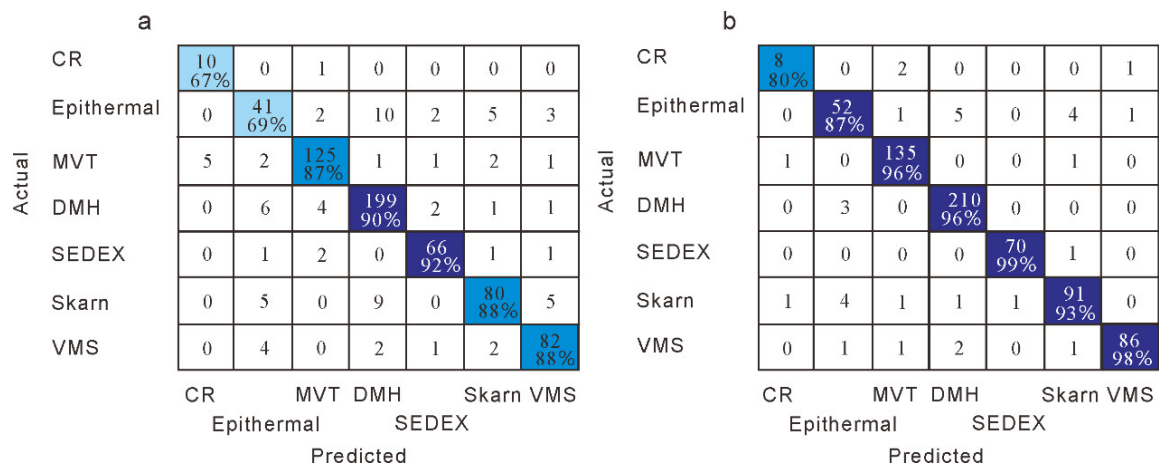 a
Actual
CR
10 0 1 0 0 0 0
67%
Epithermal
0 41 2 10 2 5 3
69%
MVT
5 2 125 1 1 2 1
87%
DMH
0 6 4 199 2 1 1
90%
SEDEX
0 1 2 0 66 1 1
92%
Skarn
0 5 0 9 0 80 5
88%
VMS
0 4 0 2 1 2 82
88%
CR MVT DMH Skarn VMS
Epithermal SEDEX
Predicted
b
Actual
CR
8 0 2 0 0 0 1
80%
Epithermal
0 52 1 5 0 4 1
87%
MVT
1 0 135 0 0 1 0
96%
DMH
0 3 0 210 0 0 0
96%
SEDEX
0 0 0 0 70 1 0
99%
Skarn
1 4 1 1 1 91 0
93%
VMS
0 1 1 2 0 1 86
98%
CR MVT DMH Skarn VMS
Epithermal SEDEX
Predicted